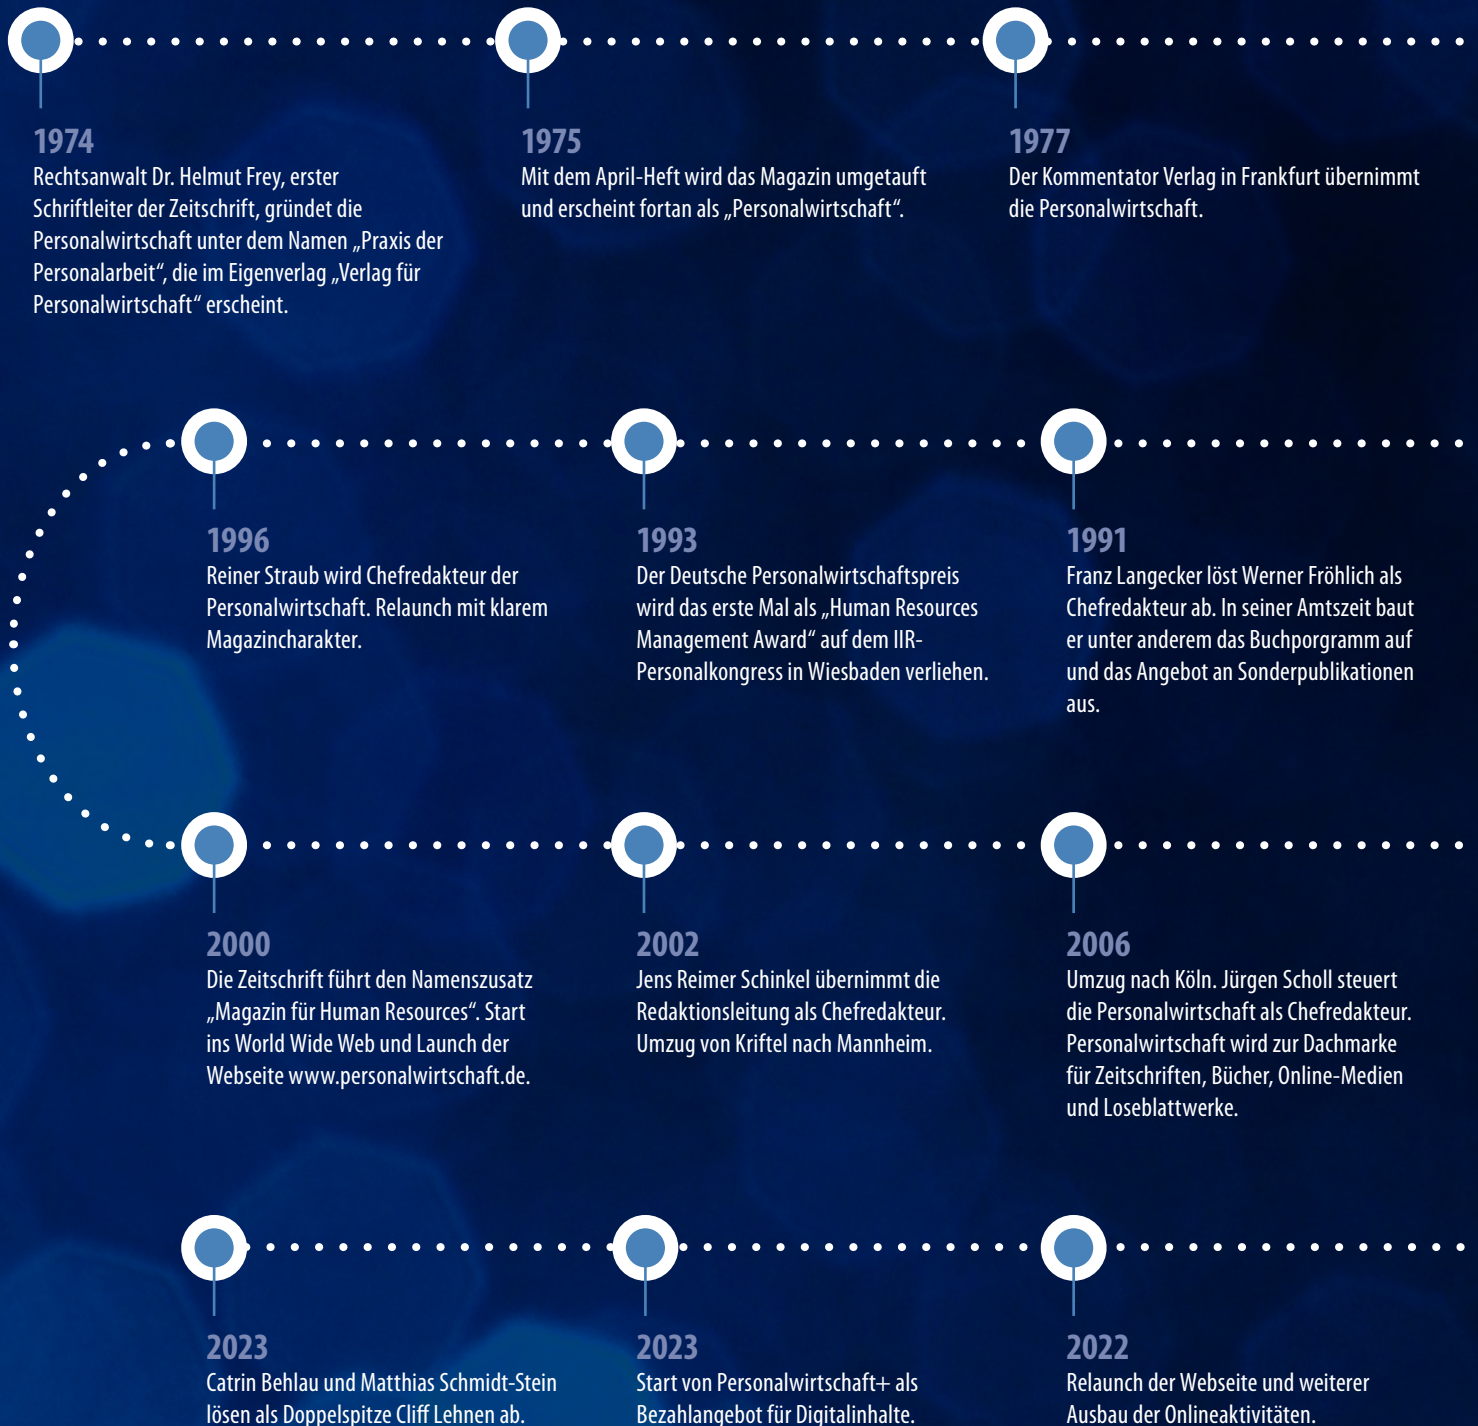 1974
Rechtsanwalt Dr. Helmut Frey, erster
Schriftleiter der Zeitschrift, gründet die
Personalwirtschaft unter dem Namen „Praxis der
Personalarbeit“, die im Eigenverlag „Verlag für
Personalwirtschaft“ erscheint.
1975
Mit dem April-Heft wird das Magazin umgetauft
und erscheint fortan als „Personalwirtschaft“.
1977
Der Kommentator Verlag in Frankfurt übernimmt
die Personalwirtschaft.
1996
Reiner Straub wird Chefredakteur der
Personalwirtschaft. Relaunch mit klarem
Magazincharakter.
1993
Der Deutsche Personalwirtschaftspreis
wird das erste Mal als „Human Resources
Management Award“ auf dem IIR-
Personalkongress in Wiesbaden verliehen.
1991
Franz Langecker löst Werner Fröhlich als
Chefredakteur ab. In seiner Amtszeit baut
er unter anderem das Buchporgramm auf
und das Angebot an Sonderpublikationen
aus.
2000
Die Zeitschrift führt den Namenszusatz
„Magazin für Human Resources“. Start
ins World Wide Web und Launch der
Webseite www.personalwirtschaft.de.
2002
Jens Reimer Schinkel übernimmt die
Redaktionsleitung als Chefredakteur.
Umzug von Kriftel nach Mannheim.
2006
Umzug nach Köln. Jürgen Scholl steuert
die Personalwirtschaft als Chefredakteur.
Personalwirtschaft wird zur Dachmarke
für Zeitschriften, Bücher, Online-Medien
und Loseblattwerke.
2023
Catrin Behlau und Matthias Schmidt-Stein
lösen als Doppelspitze Cliff Lehnen ab.
2023
Start von Personalwirtschaft+ als
Bezahlangebot für Digitalinhalte.
2022
Relaunch der Webseite und weiterer
Ausbau der Onlineaktivitäten.